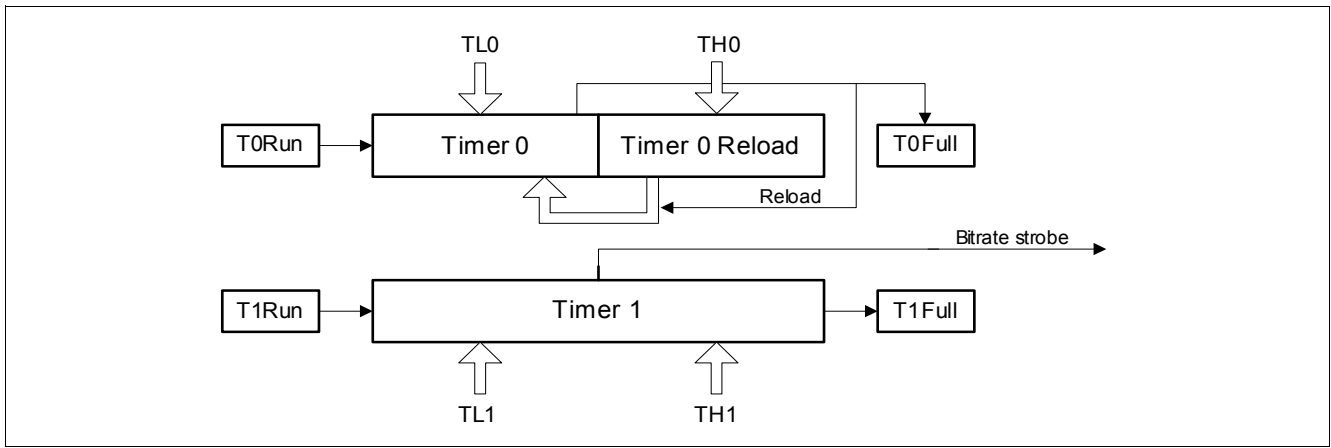 TL0 TH0
T0Run Timer 0 Timer 0 Reload T0Full
Reload
Bitrate strobe
T1Run Timer 1 T1Full
TL1 TH1